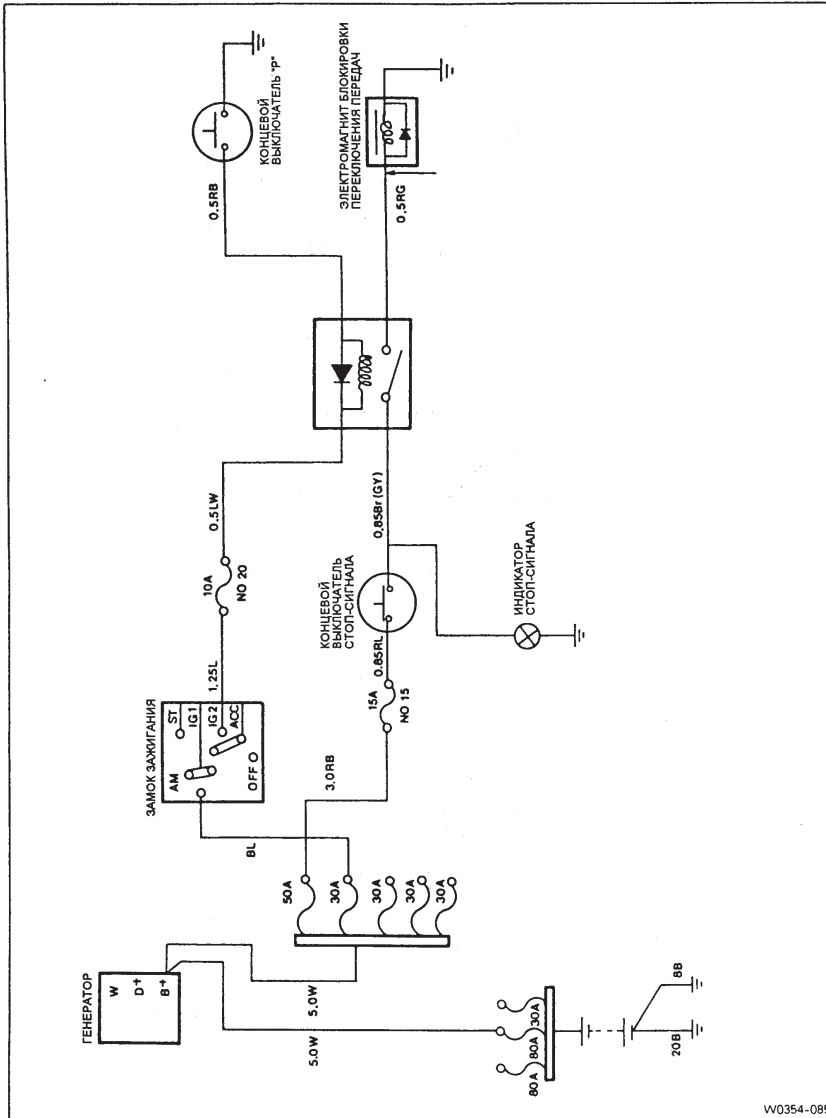 КОНЦЕВОЙ
ВЫКЛЮЧАТЕЛЬ "P"
0.5RB
ЭЛЕКТРОМАГНИТ БЛОКИРОВКИ
ПЕРЕКЛЮЧЕНИЯ ПЕРЕДАЧ
0.5RG
0.5LW
10A
NO 20
1.25L
0.85Br(GY)
КОНЦЕВОЙ
ВЫКЛЮЧАТЕЛЬ
СТОП-СИГНАЛА
0.85RL
15A
NO 15
ИНДИКАТОР
СТОП-СИГНАЛА
ЗАМОК ЗАЖИГАНИЯ
AM
ST
IG1
IG2
ACC
OFF
3.0RB
BL
50A
30A
30A
30A
30A
ГЕНЕРАТОР
W
D+
B+
5.0W
5.0W
80A
80A
30A
8B
20B
W0354-085